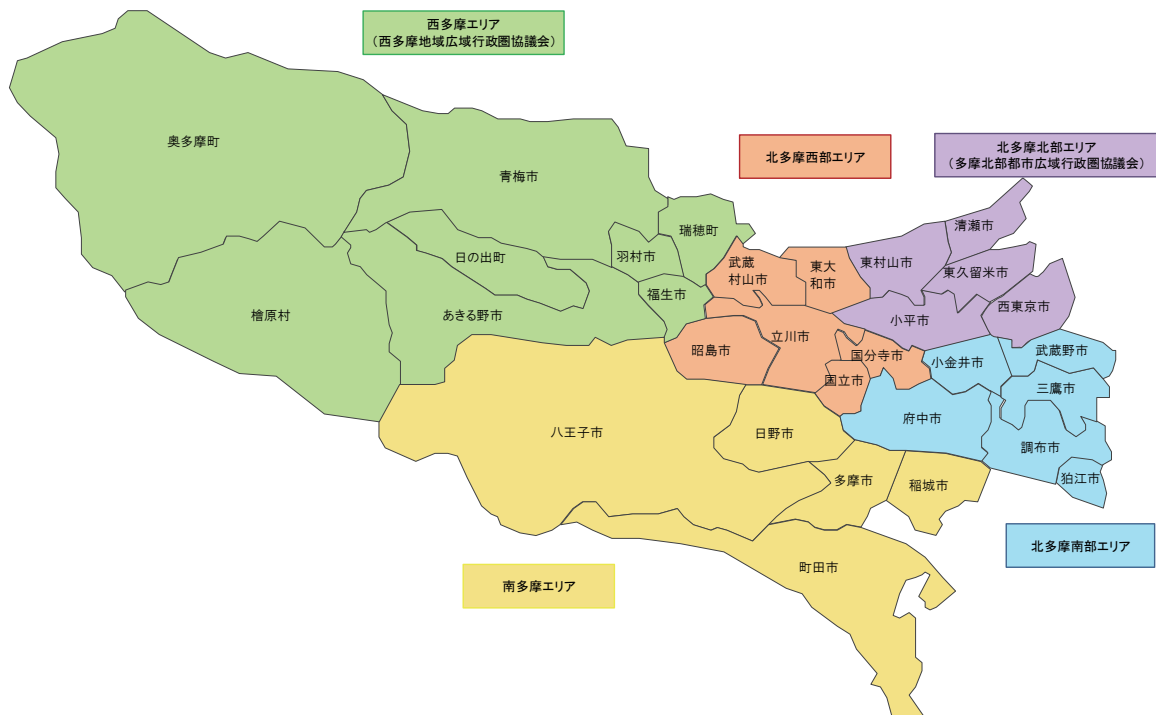 西多摩エリア
（西多摩地域広域行政圏協議会）
北多摩西部エリア
北多摩北部エリア
（多摩北部都市広域行政圏協議会）
奥多摩町
青梅市
瑞穂町
羽村市
日の出町
福生市
あきる野市
檜原村
武蔵
村山市
東大
和市
東村山市
清瀬市
東久留米市
西東京市
小平市
立川市
昭島市
国分寺市
国立市
小金井市
武蔵野市
三鷹市
府中市
調布市
狛江市
八王子市
日野市
多摩市
稲城市
町田市
北多摩南部エリア
南多摩エリア